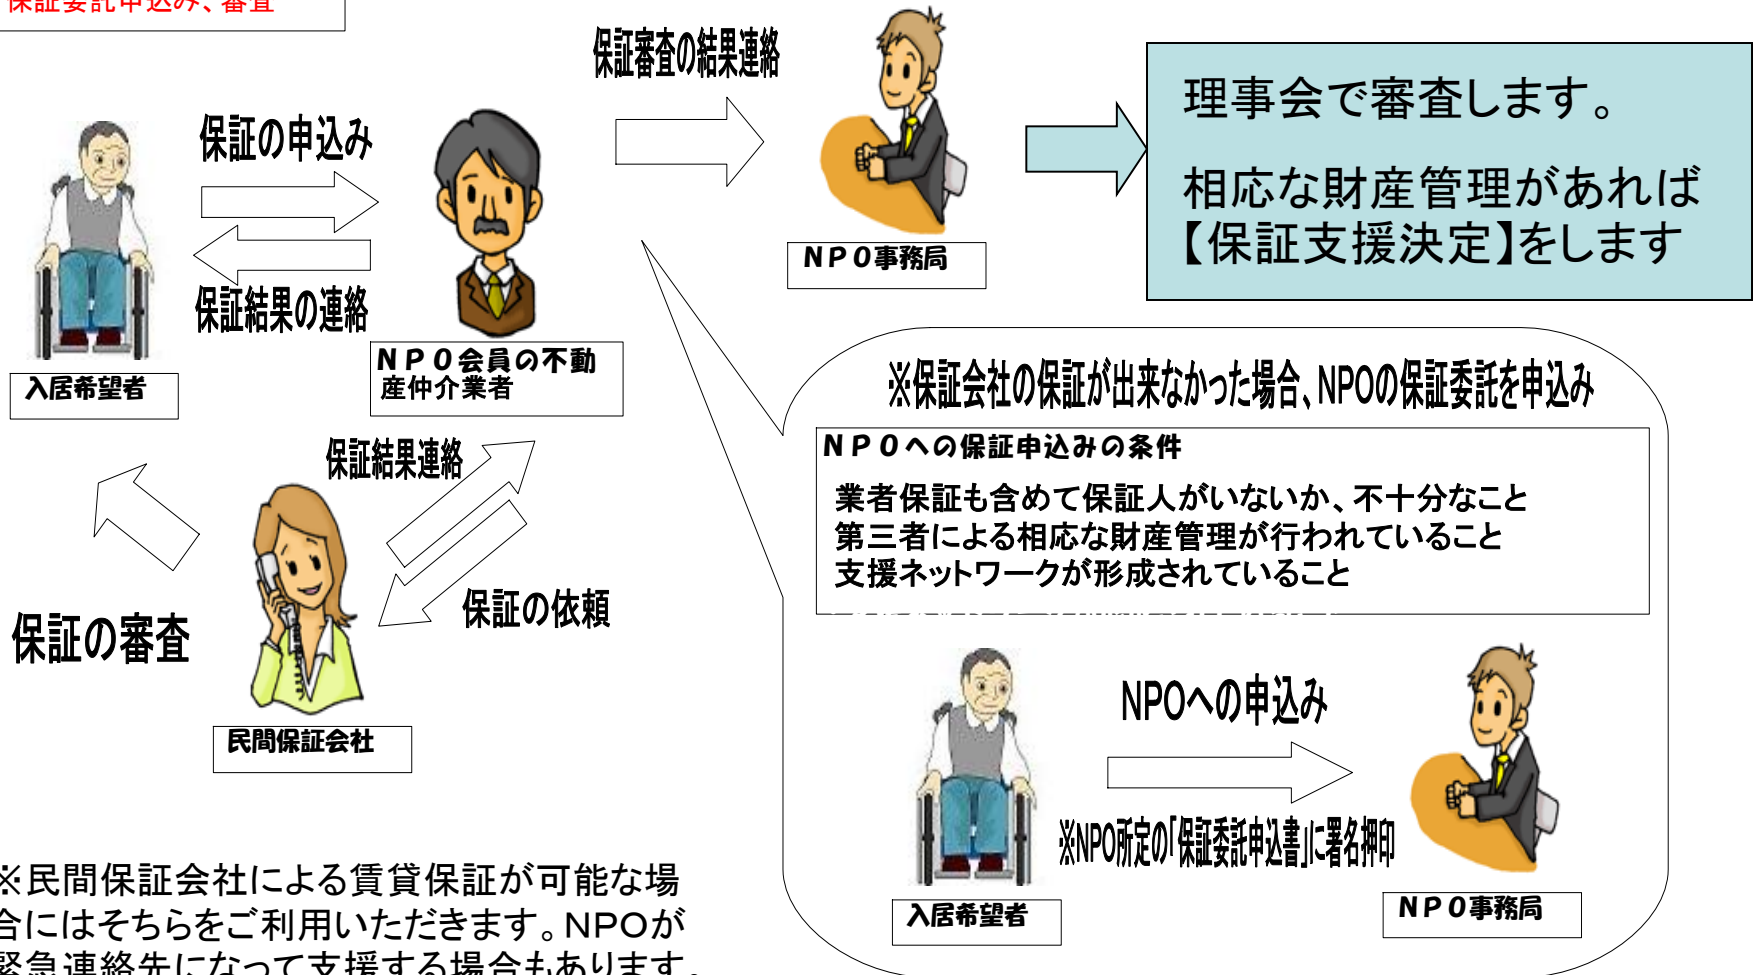 保証委託申込み、審査
保証審査の結果連絡
理事会で審査します。
相応な財産管理があれば
【保証支援決定】をします
保証の申込み
保証結果の連絡
ＮＰＯ事務局
入居希望者
ＮＰＯ会員の不動
産仲介業者
保証結果連絡
保証の依頼
保証の審査
民間保証会社
※保証会社の保証が出来なかった場合、NPOの保証委託を申込み
ＮＰＯへの保証申込みの条件
業者保証も含めて保証人がいないか、不十分なこと
第三者による相応な財産管理が行われていること
支援ネットワークが形成されていること
NPOへの申込み
※NPO所定の「保証委託申込書」に署名押印
入居希望者
ＮＰＯ事務局
※民間保証会社による賃貸保証が可能な場
合にはそちらをご利用いただきます。NPOが
緊急連絡先になって支援する場合もあります。